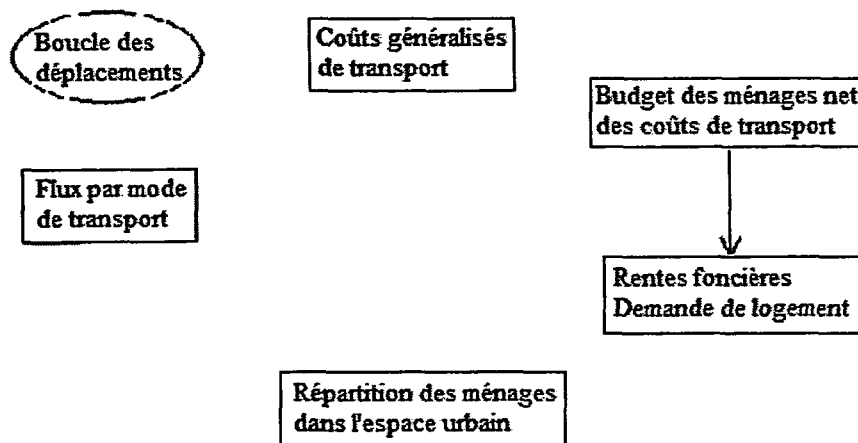 Boucle des
déplacements
Coûts généralisés
de transport
Budget des ménages net
des coûts de transport
Flux par mode
de transport
Rentes foncières
Demande de logement
Répartition des ménages
dans l'espace urbain